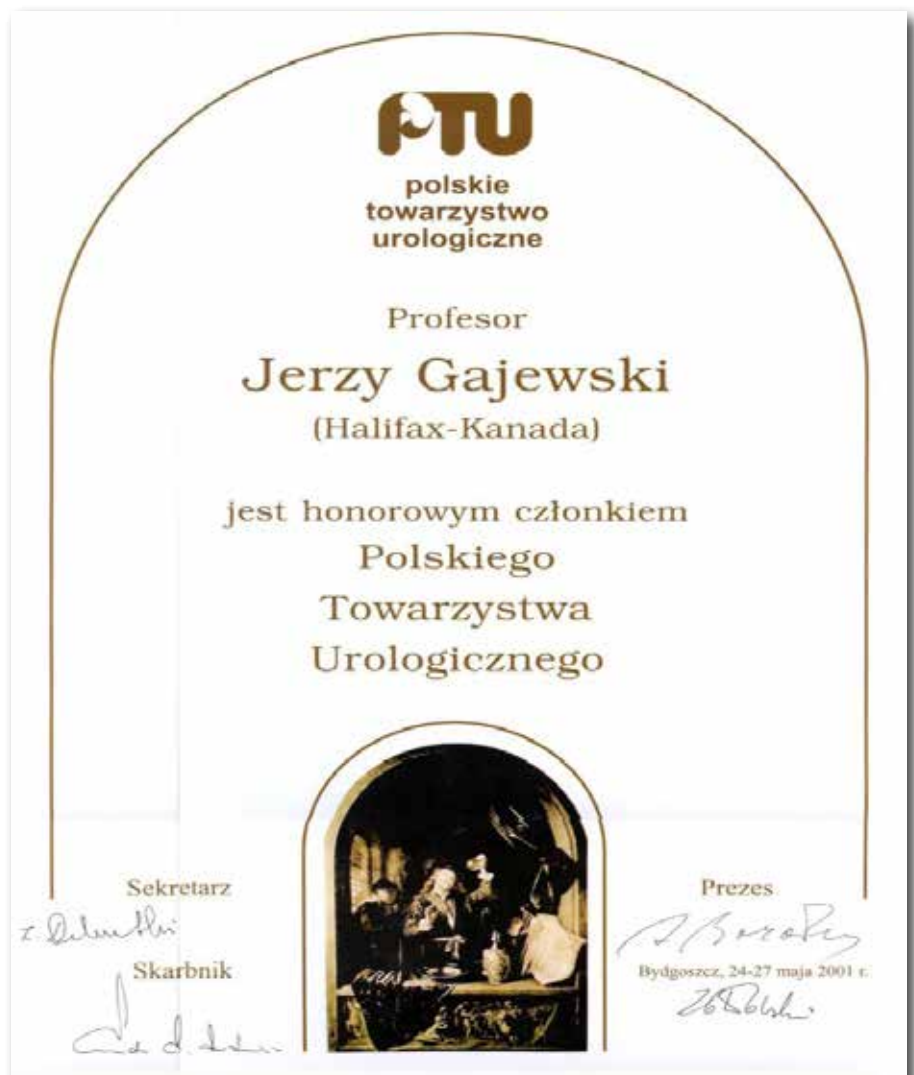 PTU
polskie
towarzystwo
urologiczne
Profesor
Jerzy Gajewski
(Halifax-Kanada)
jest honorowym członkiem
Polskiego
Towarzystwa
Urologicznego
Sekretarz
Skarbnik
Prezes
Bydgoszcz, 24-27 maja 2001 r.